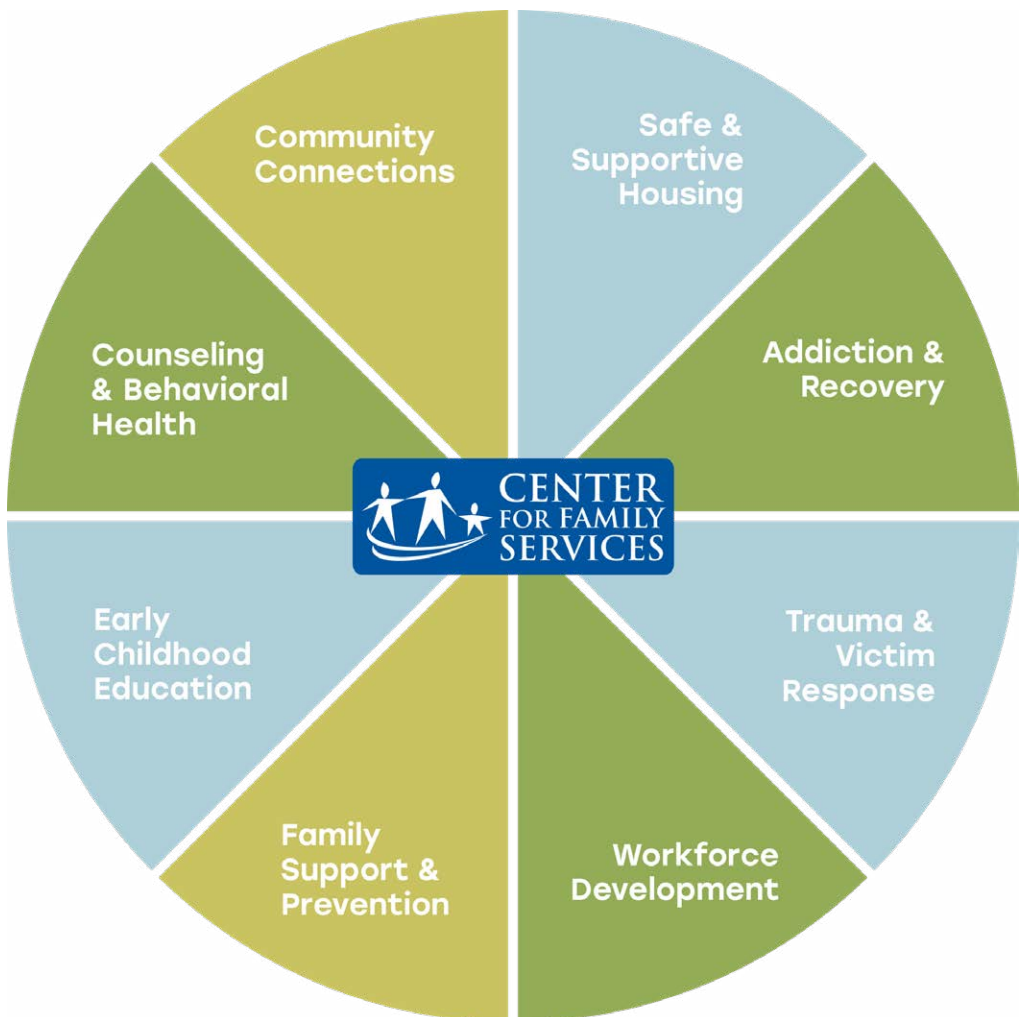 Community
Connections
Safe &
Supportive
Housing
Counseling
& Behavioral
Health
Addiction &
Recovery
CENTER
FOR FAMILY
SERVICES
Early
Childhood
Education
Trauma &
Victim
Response
Family
Support &
Prevention
Workforce
Development